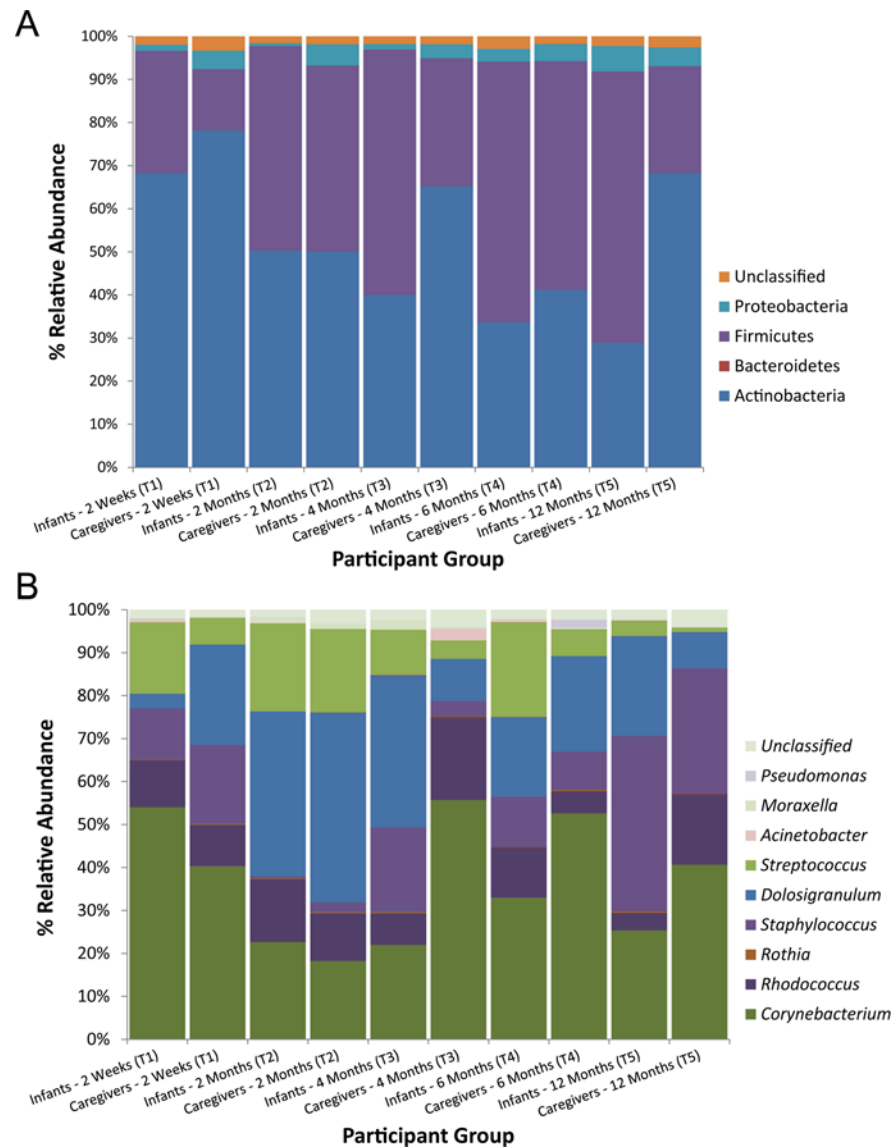 A
100%
90%
80%
70%
60%
50%
40%
30%
20%
10%
0%
% Relative Abundance
Unclassified
Proteobacteria
Firmicutes
Bacteroidetes
Actinobacteria
Infants - 2 Weeks (T1)
Caregivers - 2 Weeks (T1)
Infants - 2 Months (T2)
Caregivers - 2 Months (T2)
Infants - 4 Months (T3)
Caregivers - 4 Months (T3)
Infants - 6 Months (T4)
Caregivers - 6 Months (T4)
Infants - 12 Months (T5)
Caregivers - 12 Months (T5)
Participant Group
B
100%
90%
80%
70%
60%
50%
40%
30%
20%
10%
0%
% Relative Abundance
Unclassified
Pseudomonas
Moraxella
Acinetobacter
Streptococcus
Dolosigranulum
Staphylococcus
Rothia
Rhodococcus
Corynebacterium
Infants - 2 Weeks (T1)
Caregivers - 2 Weeks (T1)
Infants - 2 Months (T2)
Caregivers - 2 Months (T2)
Infants - 4 Months (T3)
Caregivers - 4 Months (T3)
Infants - 6 Months (T4)
Caregivers - 6 Months (T4)
Infants - 12 Months (T5)
Caregivers - 12 Months (T5)
Participant Group